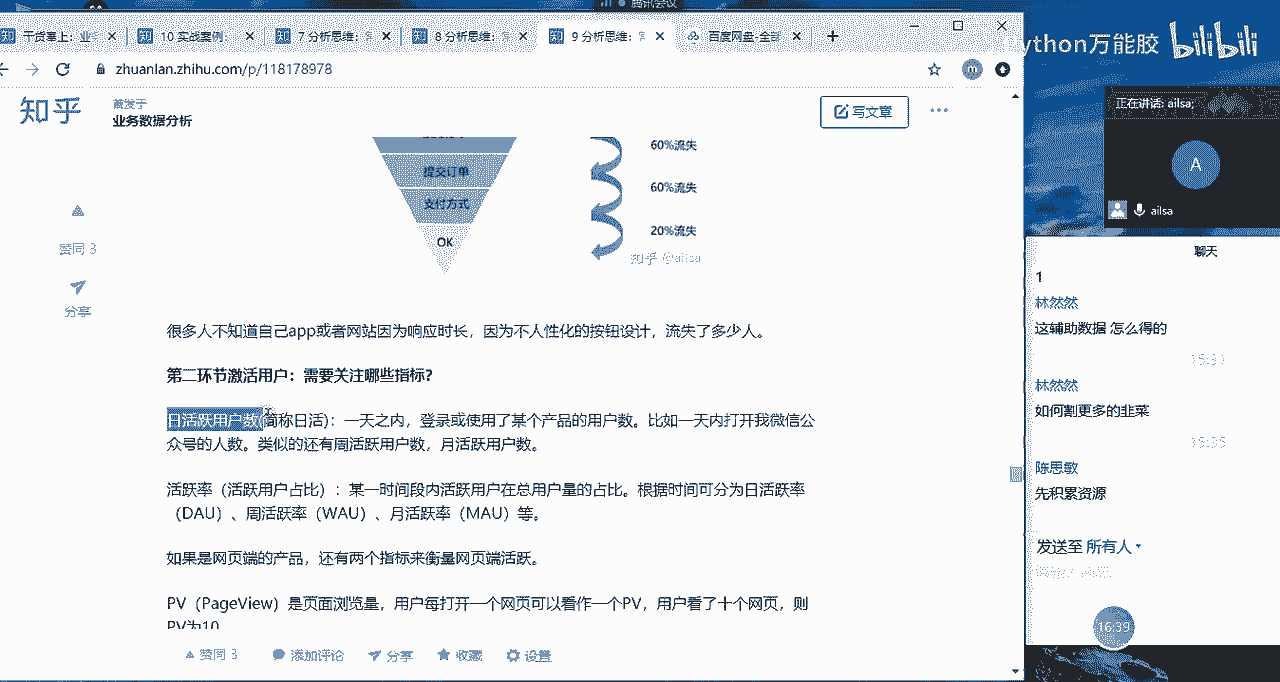 腾讯会议
干货掌上：业
10 实战案例：
7 分析思维：
8 分析思维：
9 分析思维：
百度网盘-全部
zhuanlan.zhihu.com/p/118178978
ython万能胶 bilibili
知乎
首发于
业务数据分析
写文章
正在讲话: ailsa;
A
ailsa
提交订单
支付方式
OK
60%流失
60%流失
20%流失
知乎 @ailsa
赞同 3
分享
很多人不知道自己app或者网站因为响应时长，因为不人性化的按钮设计，流失了多少人。
第二环节激活用户：需要关注哪些指标?
日活跃用户数(简称日活)：一天之内，登录或使用了某个产品的用户数。比如一天内打开我微信公
众号的人数。类似的还有周活跃用户数，月活跃用户数。
活跃率（活跃用户占比）：某一时间段内活跃用户在总用户量的占比。根据时间可分为日活跃率
（DAU）、周活跃率（WAU）、月活跃率（MAU）等。
如果是网页端的产品，还有两个指标来衡量网页端活跃。
PV（PageView）是页面浏览量，用户每打开一个网页可以看作一个PV，用户看了十个网页，则
PV为10
赞同 3 添加评论 分享 收藏 设置
聊天
1
林然然
这辅助数据 怎么得的
15:31
林然然
如何割更多的韭菜
15:35
陈思敏
先积累资源
发送至 所有人
16:39